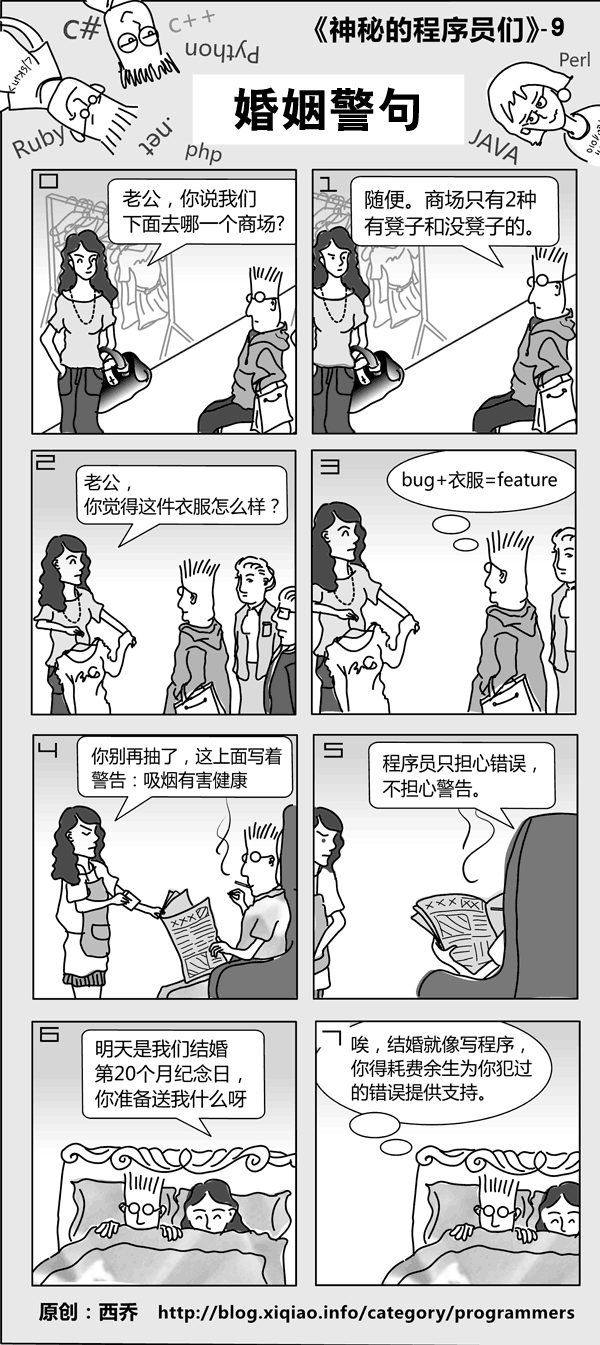 《神秘的程序员们》-9
C#
C++
Python
Perl
婚姻警句
Ruby
.net
php
JAVA
0
老公，你说我们
下面去哪一个商场?
1
随便。商场只有2种
有凳子和没凳子的。
2
老公，
你觉得这件衣服怎么样？
BUG
3
bug+衣服=feature
4
你别再抽了，这上面写着
警告：吸烟有害健康
XXX
5
程序员只担心错误，
不担心警告。
XXXX
6
明天是我们结婚
第20个月纪念日，
你准备送我什么呀
7
唉，结婚就像写程序，
你得耗费余生为你犯过
的错误提供支持。
原创：西乔 http://blog.xiqiao.info/category/programmers